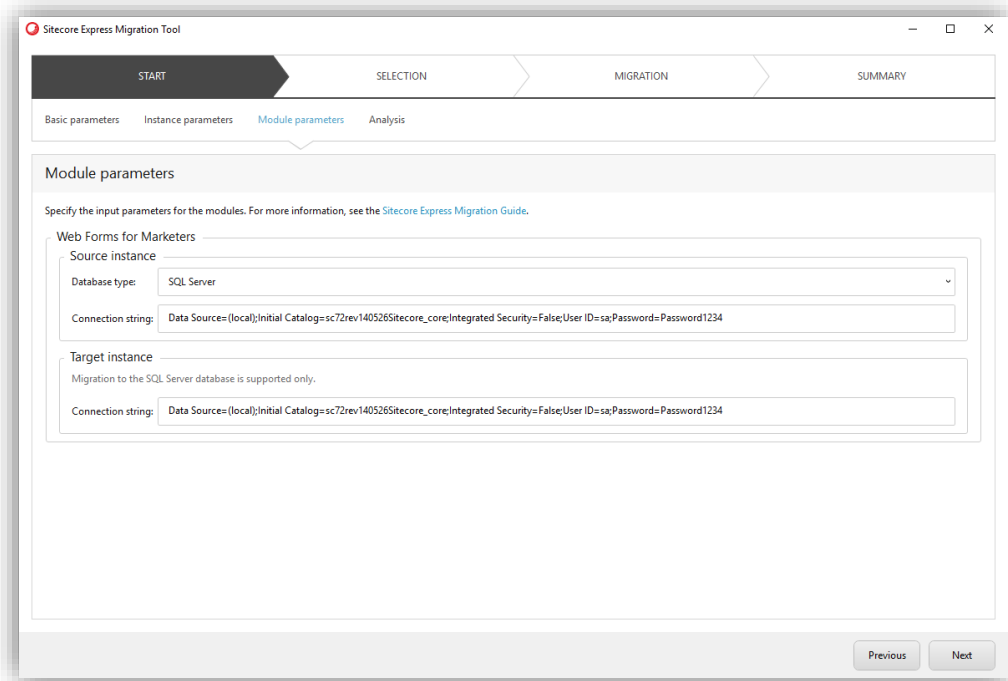 Sitecore Express Migration Tool
START
SELECTION
MIGRATION
SUMMARY
Basic parameters
Instance parameters
Module parameters
Analysis
Module parameters
Specify the input parameters for the modules. For more information, see the Sitecore Express Migration Guide.
Web Forms for Marketers
Source instance
Database type:
SQL Server
Connection string:
Data Source=(local);Initial Catalog=sc72rev140526Sitecore_core;Integrated Security=False;User ID=sa;Password=Password1234
Target instance
Migration to the SQL Server database is supported only.
Connection string:
Data Source=(local);Initial Catalog=sc72rev140526Sitecore_core;Integrated Security=False;User ID=sa;Password=Password1234
Previous
Next